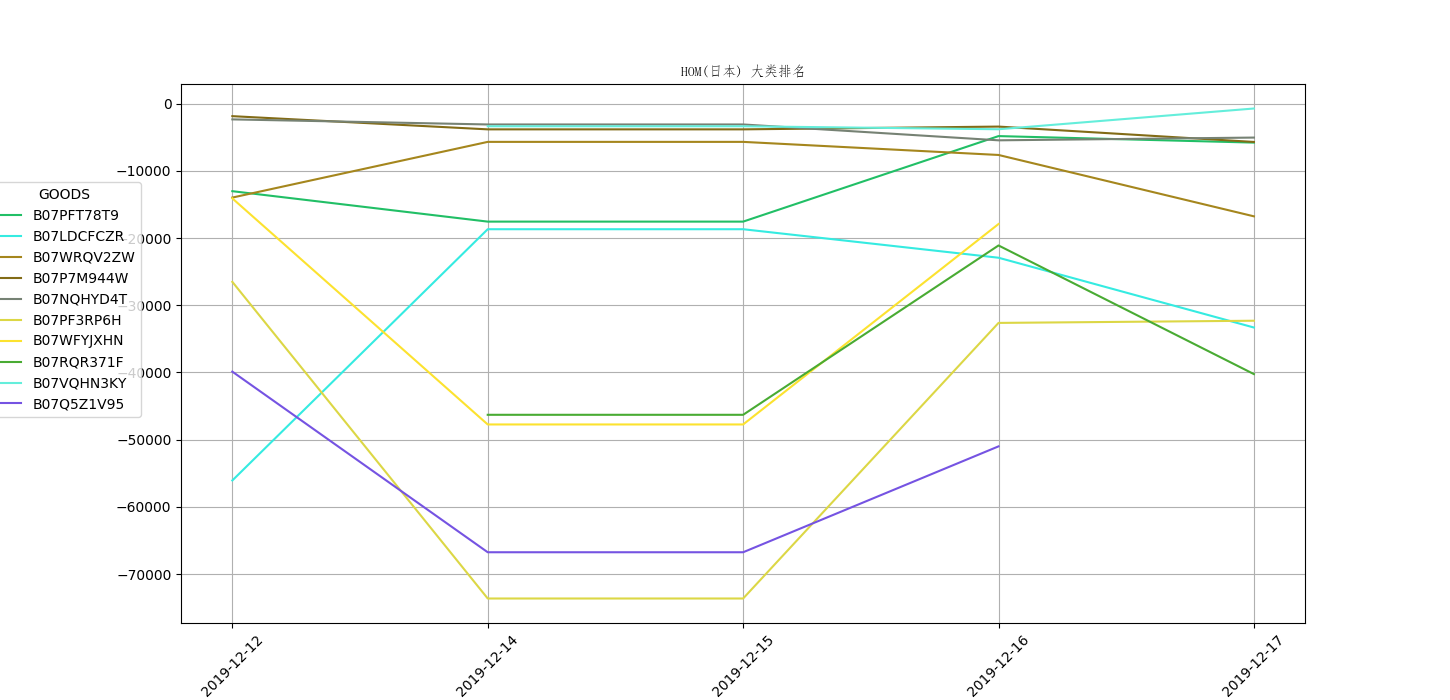 HOM(日本) 大类排名
0
−10000
−20000
−30000
−40000
−50000
−60000
−70000
GOODS
B07PFT78T9
B07LDCFCZR
B07WRQV2ZW
B07P7M944W
B07NQHYD4T
B07PF3RP6H
B07WFYJXHN
B07RQR371F
B07VQHN3KY
B07Q5Z1V95
2019-12-12
2019-12-14
2019-12-15
2019-12-16
2019-12-17